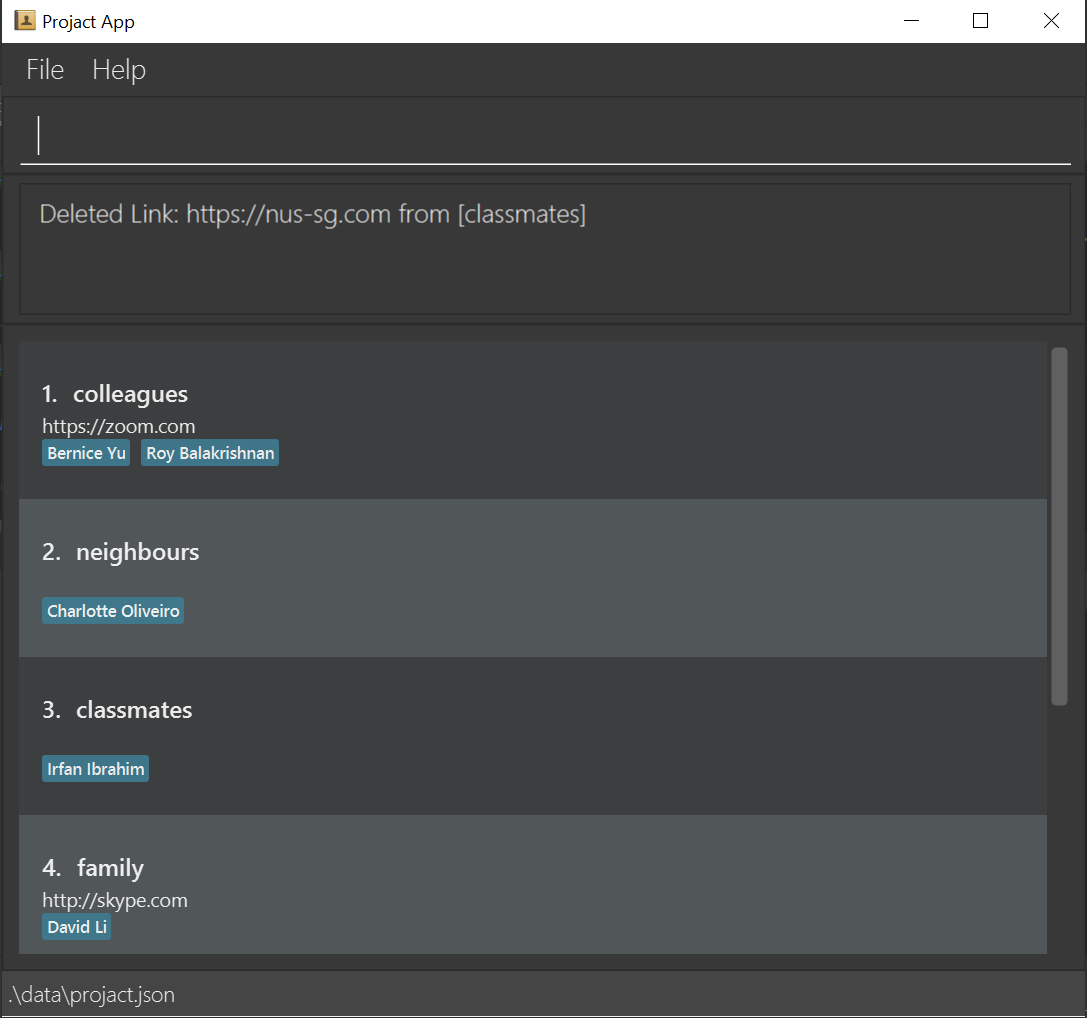 Projact App
File Help
Deleted Link: https://nus-sg.com from [classmates]
1. colleagues
https://zoom.com
Bernice Yu Roy Balakrishnan
2. neighbours
Charlotte Oliveiro
3. classmates
Irfan Ibrahim
4. family
http://skype.com
David Li
.\data\projact.json